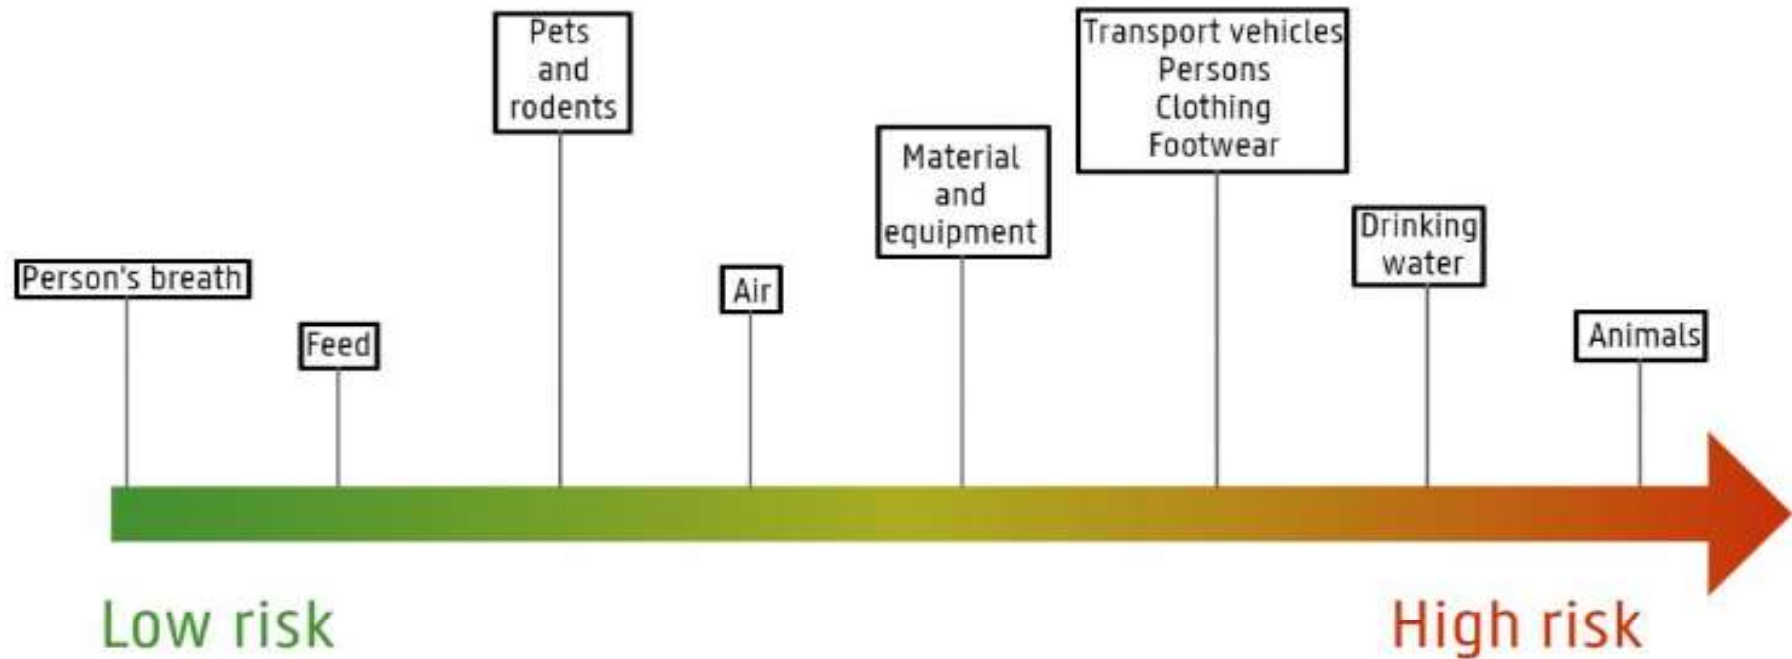 Person's breath
Feed
Pets
and
rodents
Air
Material
and
equipment
Transport vehicles
Persons
Clothing
Footwear
Drinking
water
Animals
Low risk
High risk